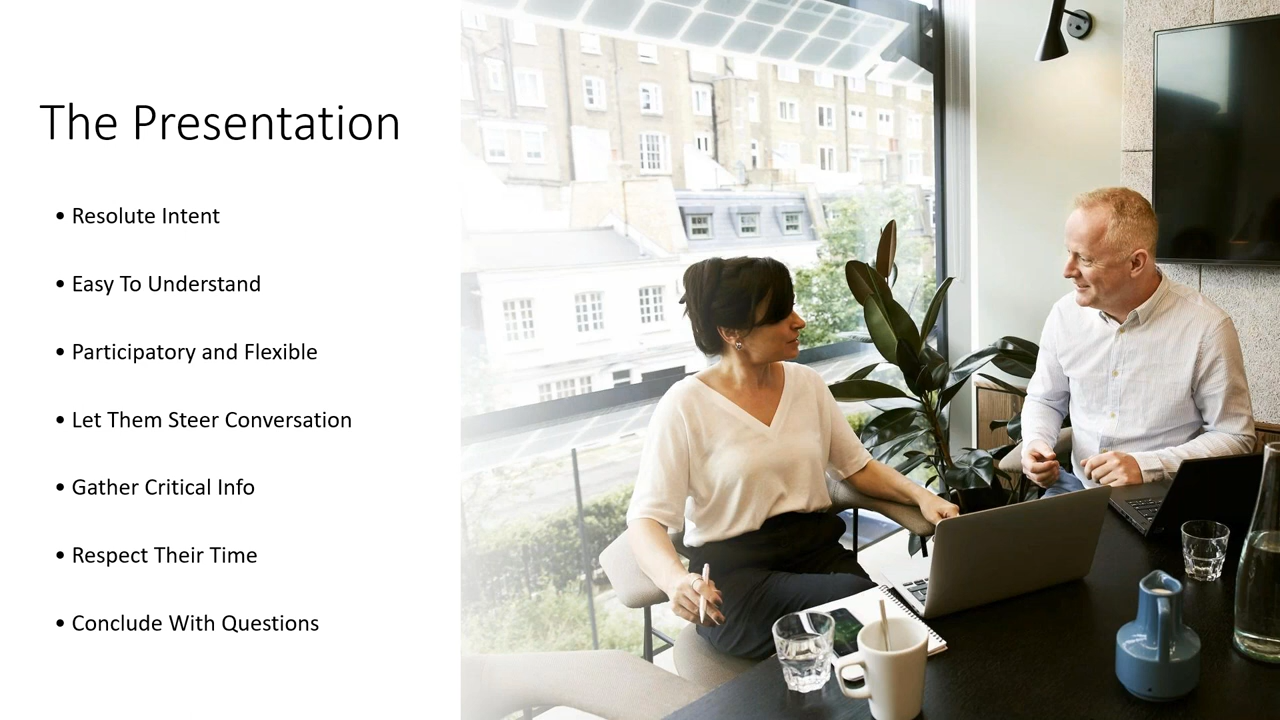 The Presentation
• Resolute Intent
• Easy To Understand
• Participatory and Flexible
• Let Them Steer Conversation
• Gather Critical Info
• Respect Their Time
• Conclude With Questions